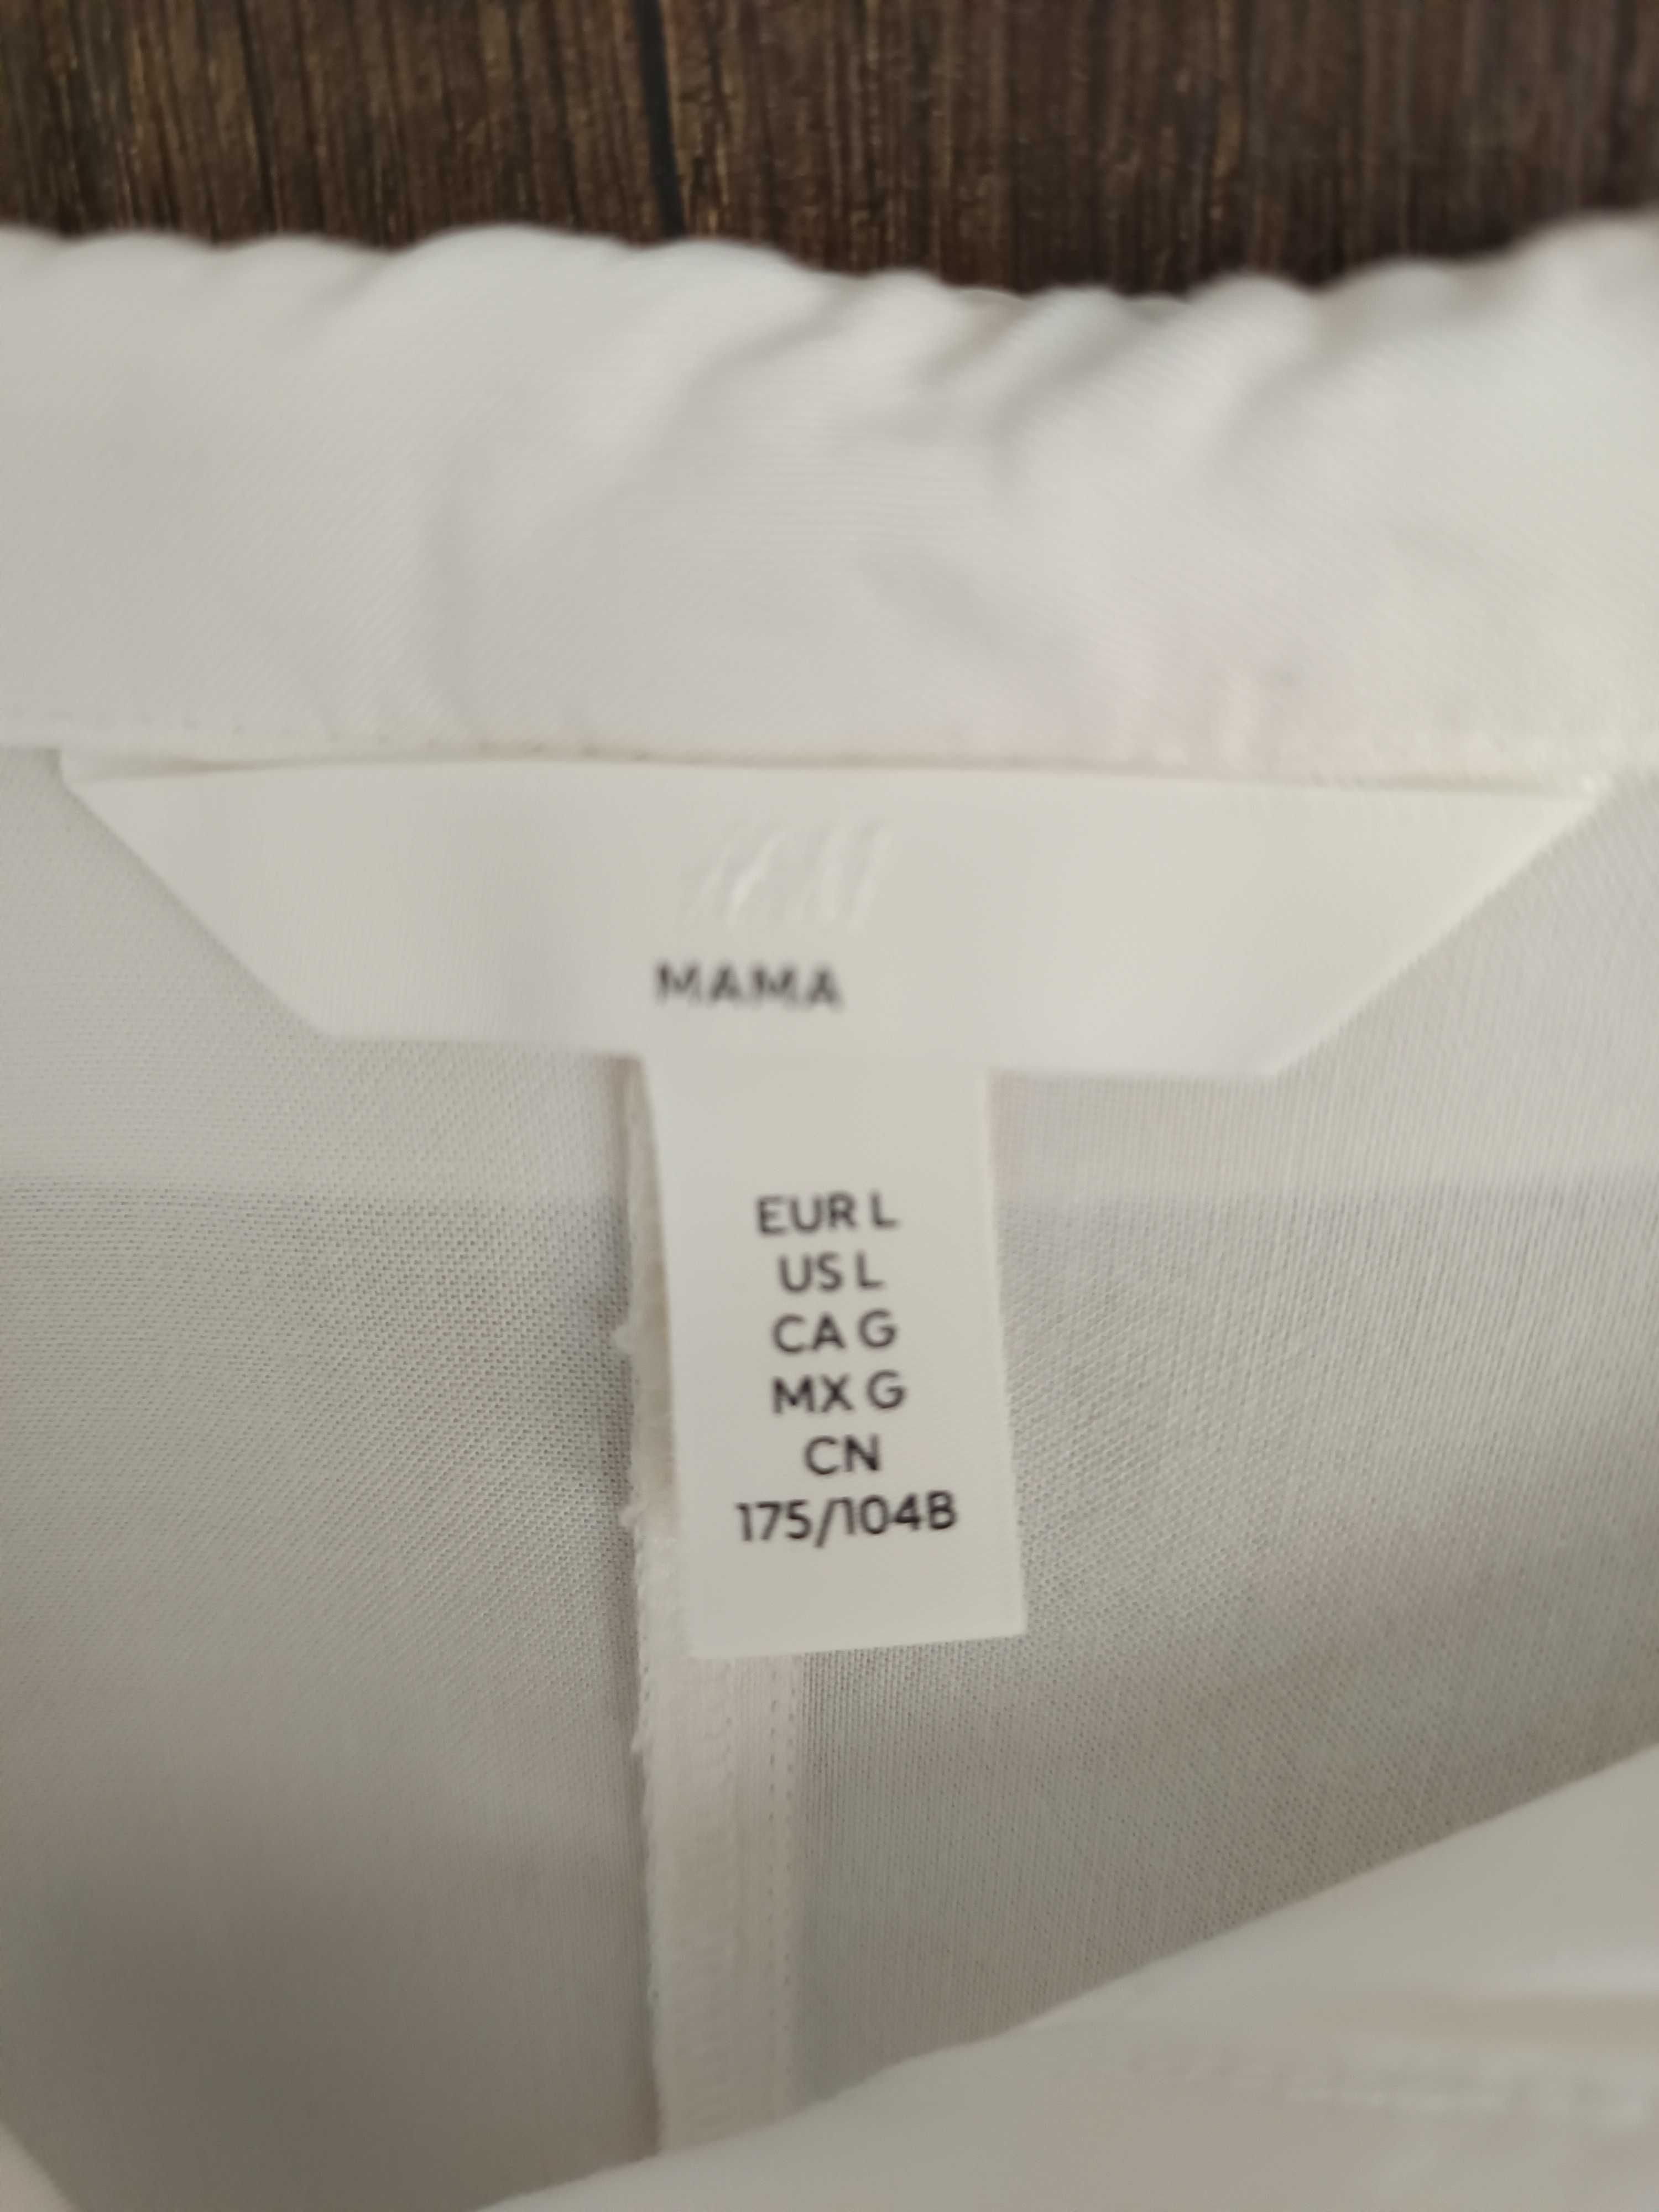 H&M
MAMA
EUR L
US L
CA G
MX G
CN
175/104B